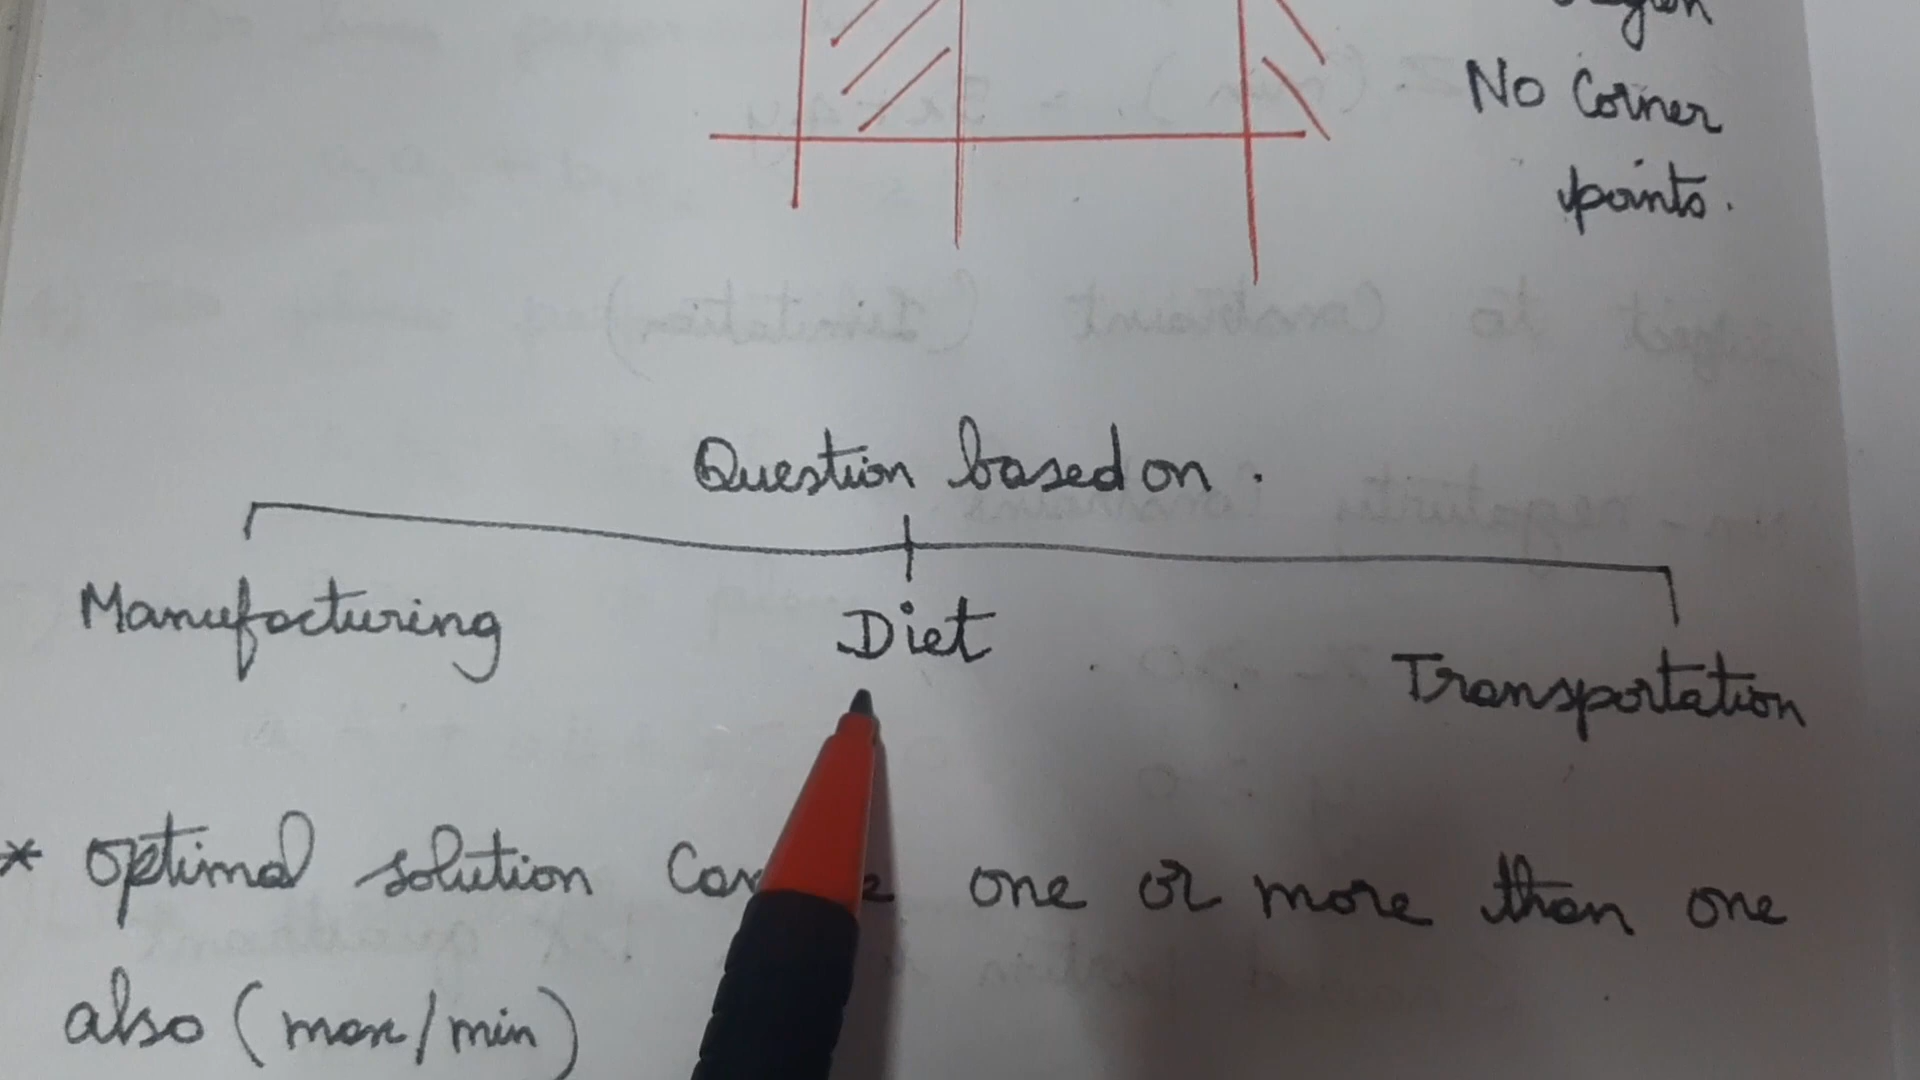 No Corner
points.
Question based on.
Manufacturing Diet Transportation
* optimal solution one or more than one
also (max/min)